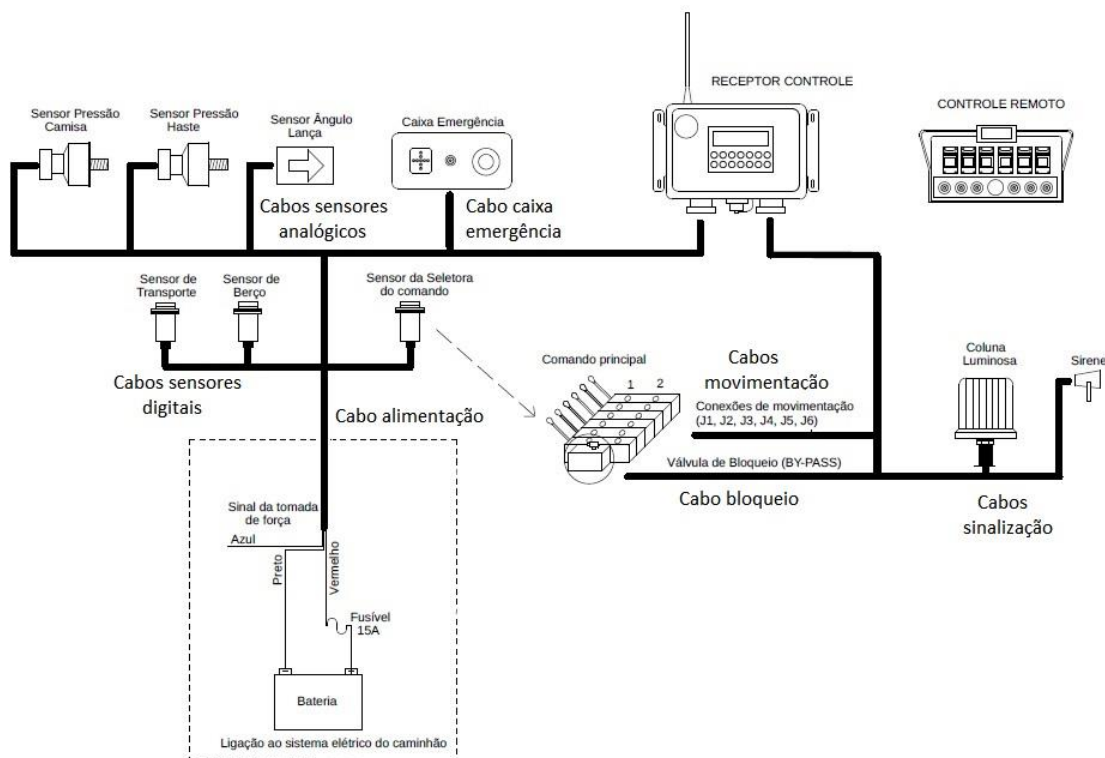 RECEPTOR CONTROLE
CONTROLE REMOTO
Sensor Pressão
Camisa
Sensor Pressão
Haste
Sensor Ângulo
Lança
Caixa Emergência
Cabos sensores
analógicos
Cabo caixa
emergência
Sensor de
Transporte
Sensor de
Berço
Sensor da Seletora
do comando
Cabos sensores
digitais
Cabo alimentação
Comando principal
1 2
Cabos
movimentação
Conexões de movimentação
(J1, J2, J3, J4, J5, J6)
Válvula de Bloqueio (BY-PASS)
Cabo bloqueio
Coluna
Luminosa
Sirene
Cabos
sinalização
Sinal da tomada
de força
Azul
Preto
Vermelho
Fusível
15A
Bateria
Ligação ao sistema elétrico do caminhão